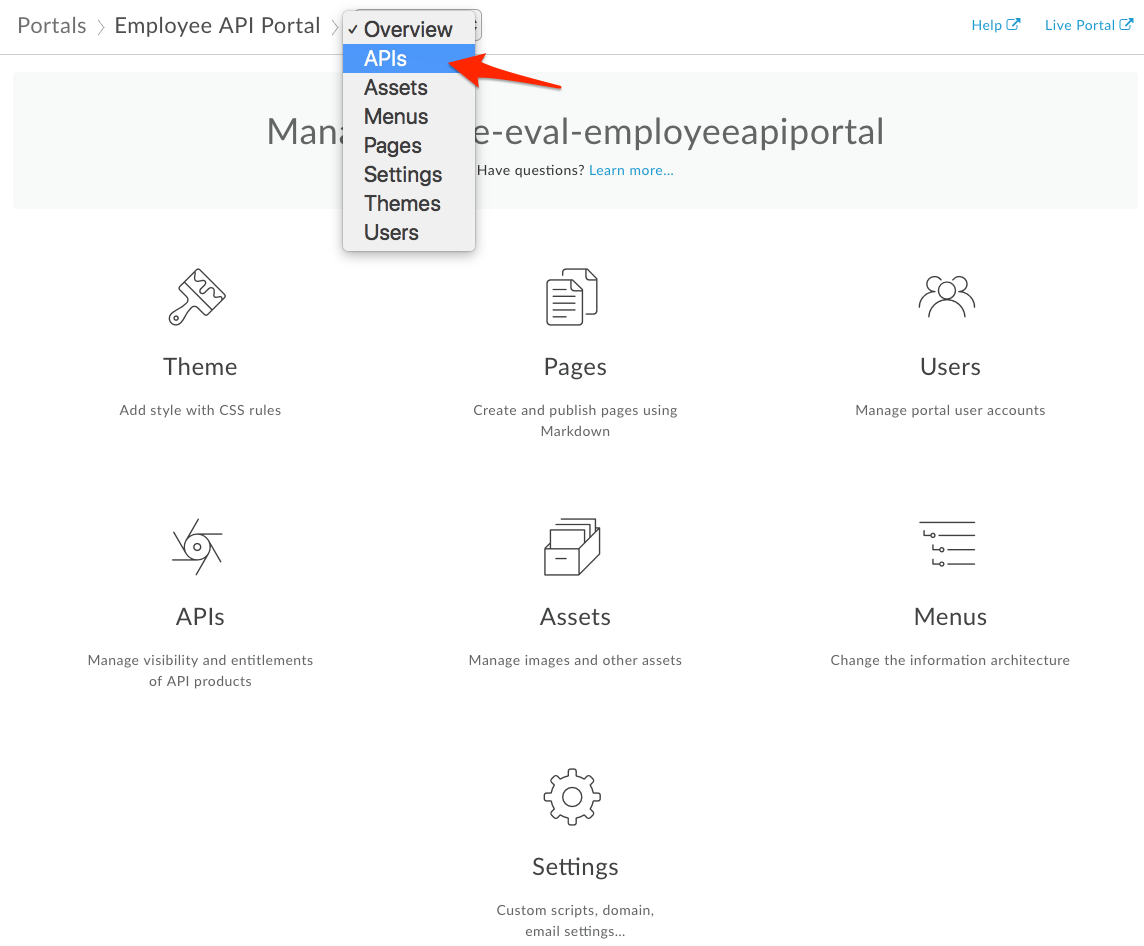 Portals Employee API Portal
✓ Overview
APIs
Assets
Menus
Pages
Settings
Themes
Users
Help
Live Portal
e-eval-employeeapiportal
Have questions? Learn more...
Theme
Add style with CSS rules
Pages
Create and publish pages using
Markdown
Users
Manage portal user accounts
APIs
Manage visibility and entitlements
of API products
Assets
Manage images and other assets
Menus
Change the information architecture
Settings
Custom scripts, domain,
email settings...